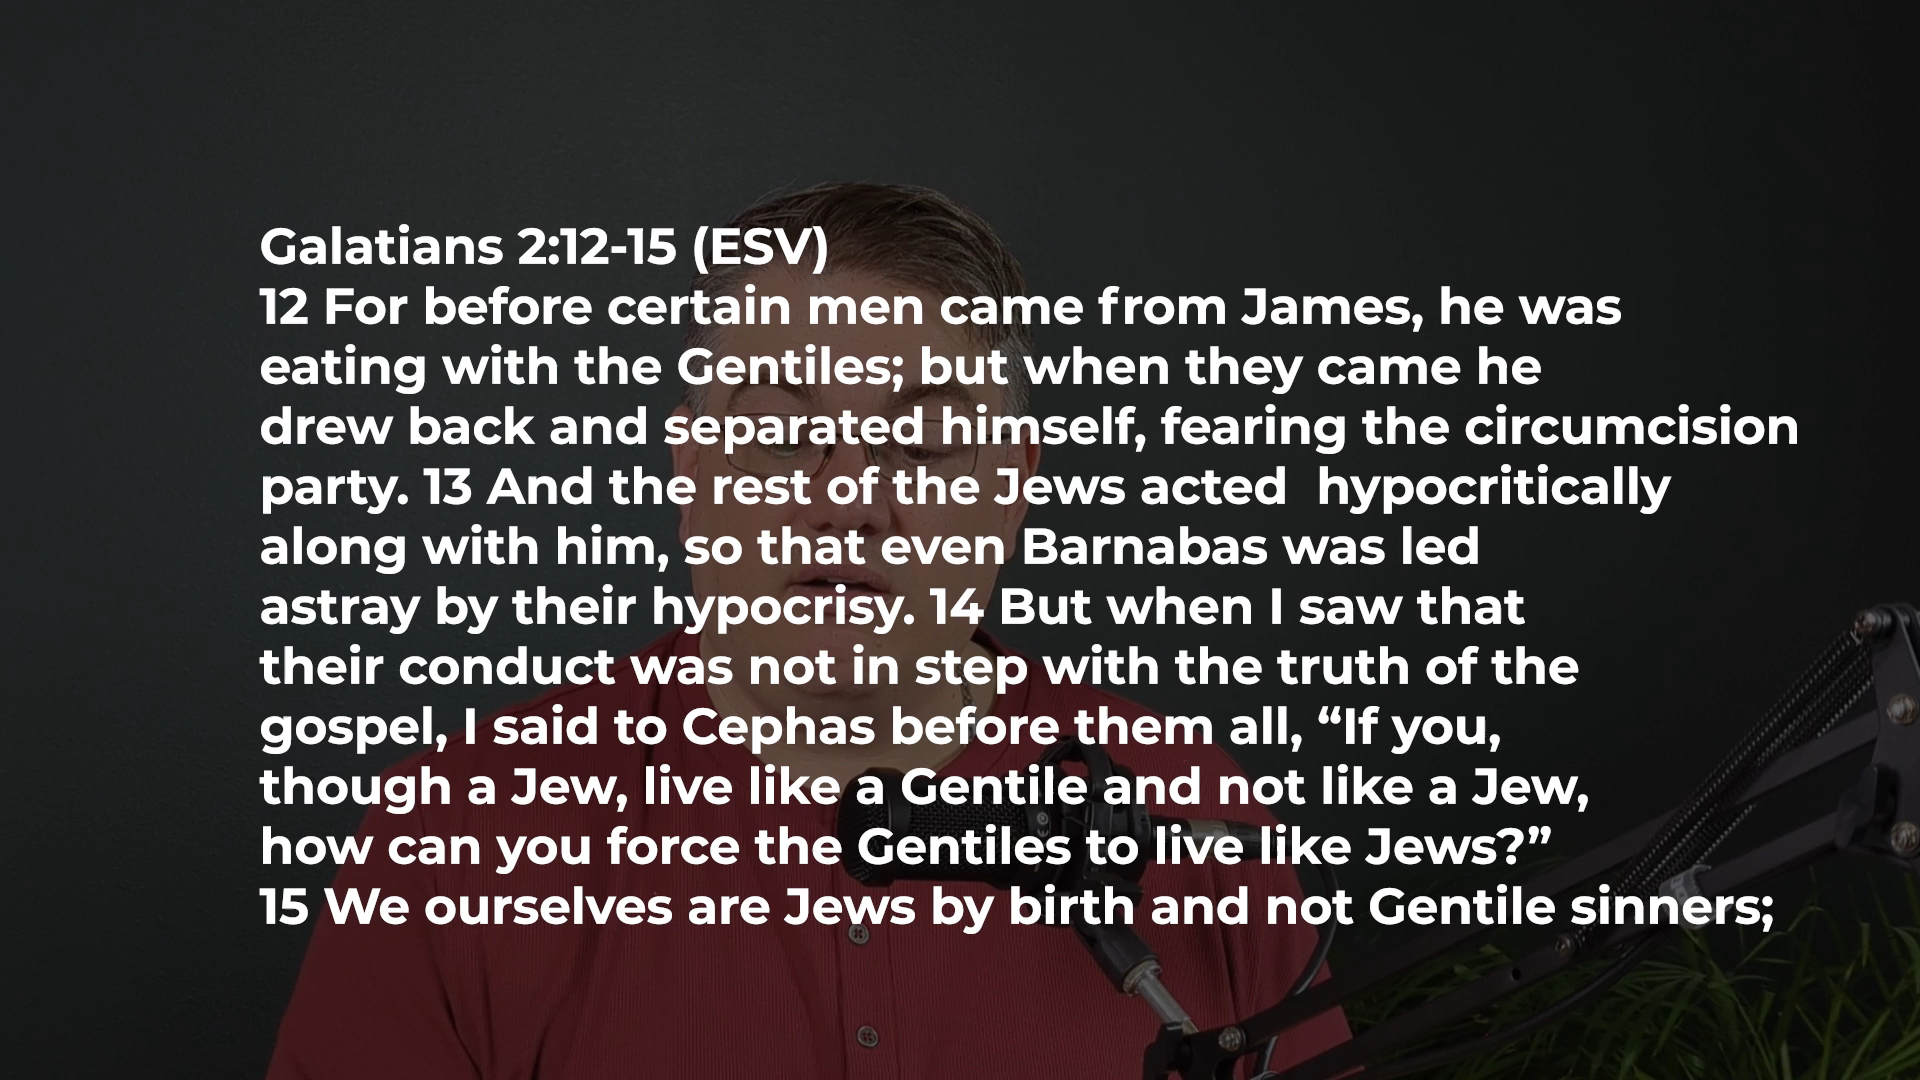 Galatians 2:12-15 (ESV)
12 For before certain men came from James, he was
eating with the Gentiles; but when they came he
drew back and separated himself, fearing the circumcision
party. 13 And the rest of the Jews acted  hypocritically
along with him, so that even Barnabas was led
astray by their hypocrisy. 14 But when I saw that
their conduct was not in step with the truth of the
gospel, I said to Cephas before them all, “If you,
though a Jew, live like a Gentile and not like a Jew,
how can you force the Gentiles to live like Jews?”
15 We ourselves are Jews by birth and not Gentile sinners;